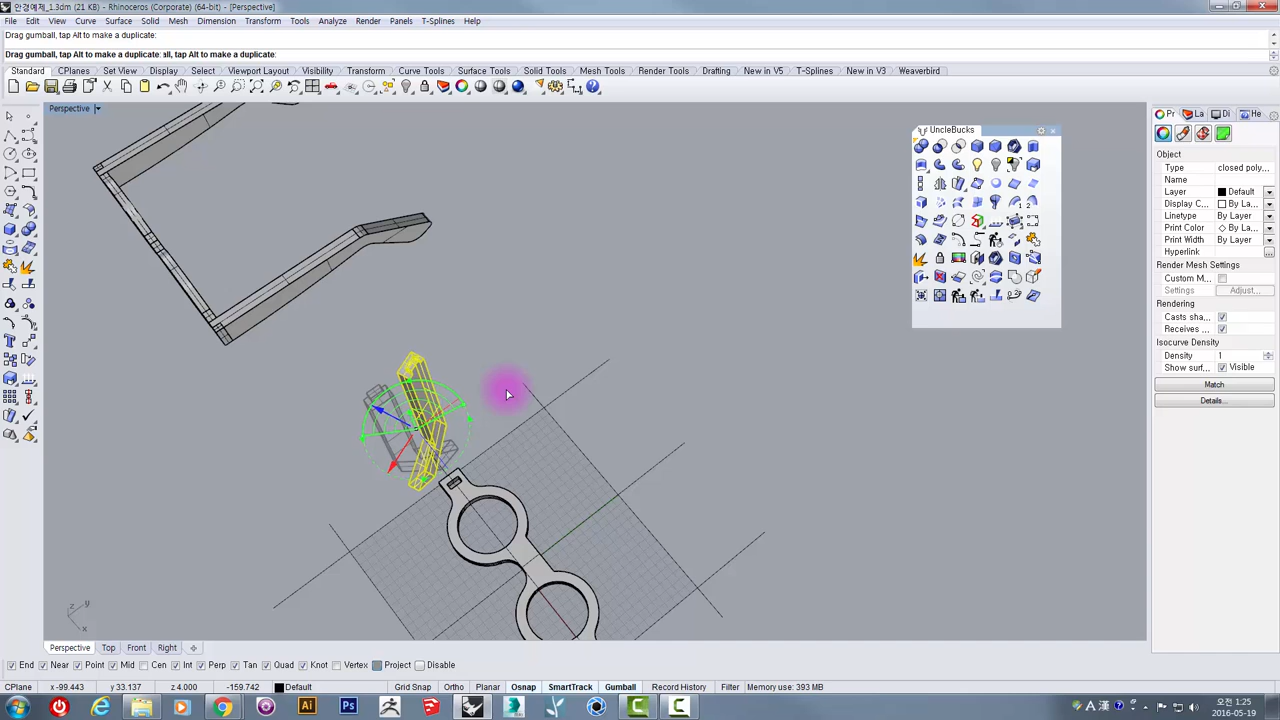 안경예제_1.3dm (21 KB) - Rhinoceros (Corporate) (64-bit) - [Perspective]
File Edit View Curve Surface Solid Mesh Dimension Transform Tools Analyze Render Panels T-Splines Help
Drag gumball, tap Alt to make a duplicate:
Drag gumball, tap Alt to make a duplicate: all, tap Alt to make a duplicate:
Standard CPlanes Set View Display Select Viewport Layout Visibility Transform Curve Tools Surface Tools Solid Tools Mesh Tools Render Tools Drafting New in V5 T-Splines New in V3 Weaverbird
Perspective
UncleBucks
Pr La Di He
Object
Type closed poly...
Name
Layer Default
Display C... By La...
Linetype By Layer
Print Color By La...
Print Width By Layer
Hyperlink ...
Render Mesh Settings
Custom M...
Settings Adjust...
Rendering
Casts sha...
Receives ...
Isocurve Density
Density 1
Show surf... Visible
Match
Details...
z y
x
Perspective Top Front Right
End Near Point Mid Cen Int Perp Tan Quad Knot Vertex Project Disable
CPlane x -99.443 y 33.137 z 4.000 -159.742 Default Grid Snap Ortho Planar Osnap SmartTrack Gumball Record History Filter Memory use: 393 MB
Ai Ps
A 漢
오전 1:25
2016-05-19